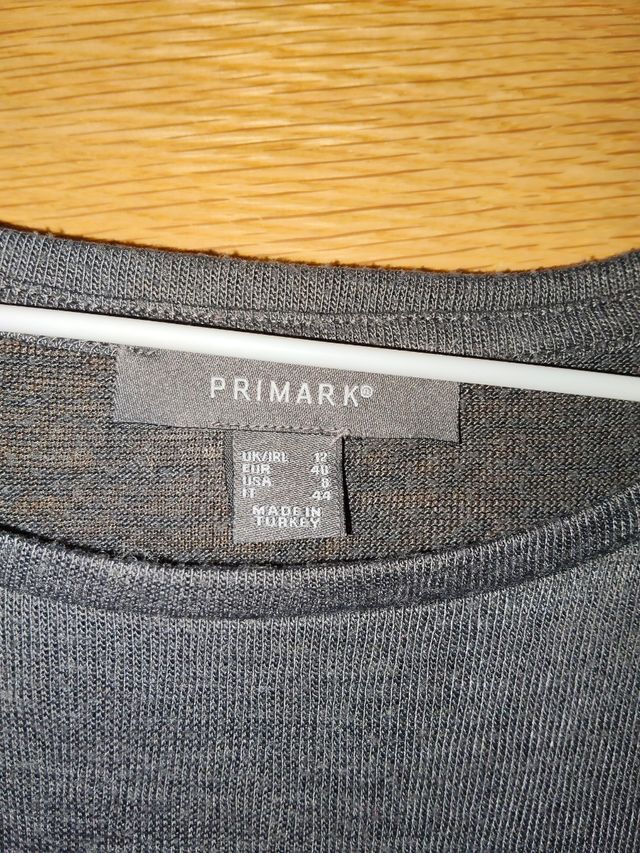 PRIMARK®
UK/IRL 12
EUR 40
USA 8
IT 44
MADE IN
TURKEY